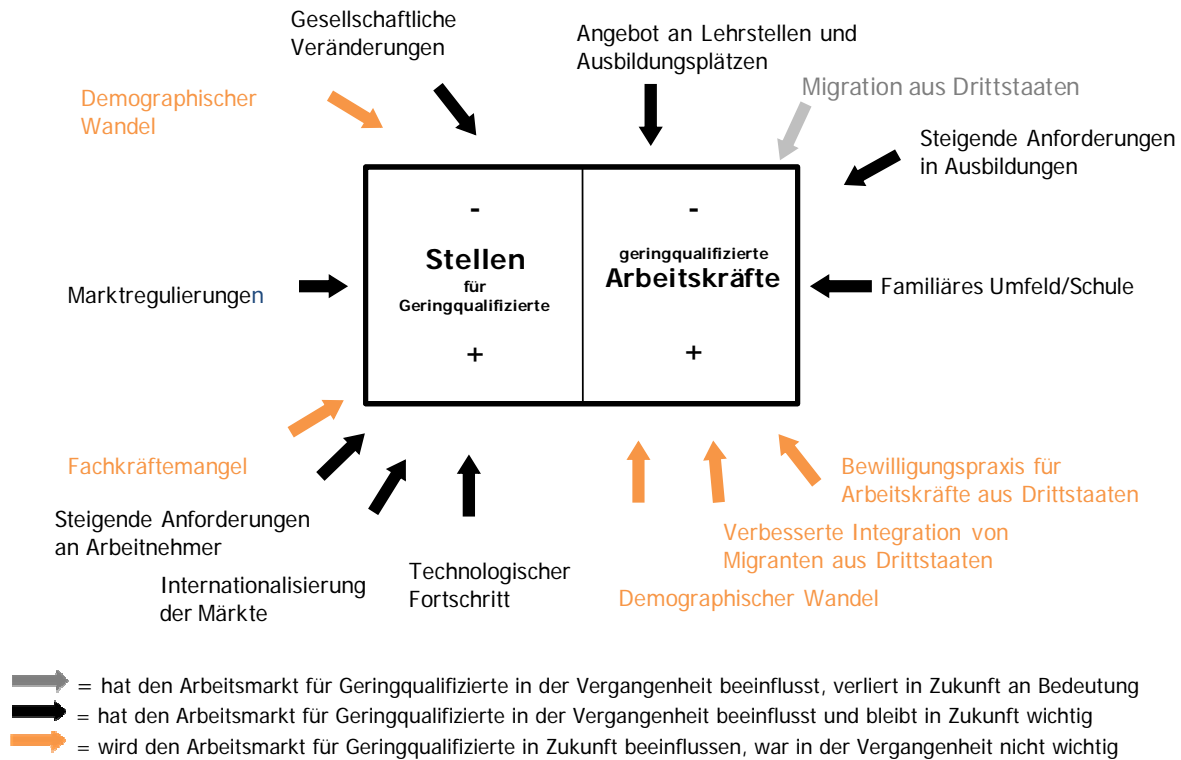 Gesellschaftliche
Veränderungen
Angebot an Lehrstellen und
Ausbildungsplätzen
Demographischer
Wandel
Migration aus Drittstaaten
Steigende Anforderungen
in Ausbildungen
-
Stellen
für
Geringqualifizierte
+
-
geringqualifizierte
Arbeitskräfte
+
Marktregulierungen
Familiäres Umfeld/Schule
Fachkräftemangel
Steigende Anforderungen
an Arbeitnehmer
Internationalisierung
der Märkte
Technologischer
Fortschritt
Demographischer Wandel
Verbesserte Integration von
Migranten aus Drittstaaten
Bewilligungspraxis für
Arbeitskräfte aus Drittstaaten
= hat den Arbeitsmarkt für Geringqualifizierte in der Vergangenheit beeinflusst, verliert in Zukunft an Bedeutung
= hat den Arbeitsmarkt für Geringqualifizierte in der Vergangenheit beeinflusst und bleibt in Zukunft wichtig
= wird den Arbeitsmarkt für Geringqualifizierte in Zukunft beeinflussen, war in der Vergangenheit nicht wichtig